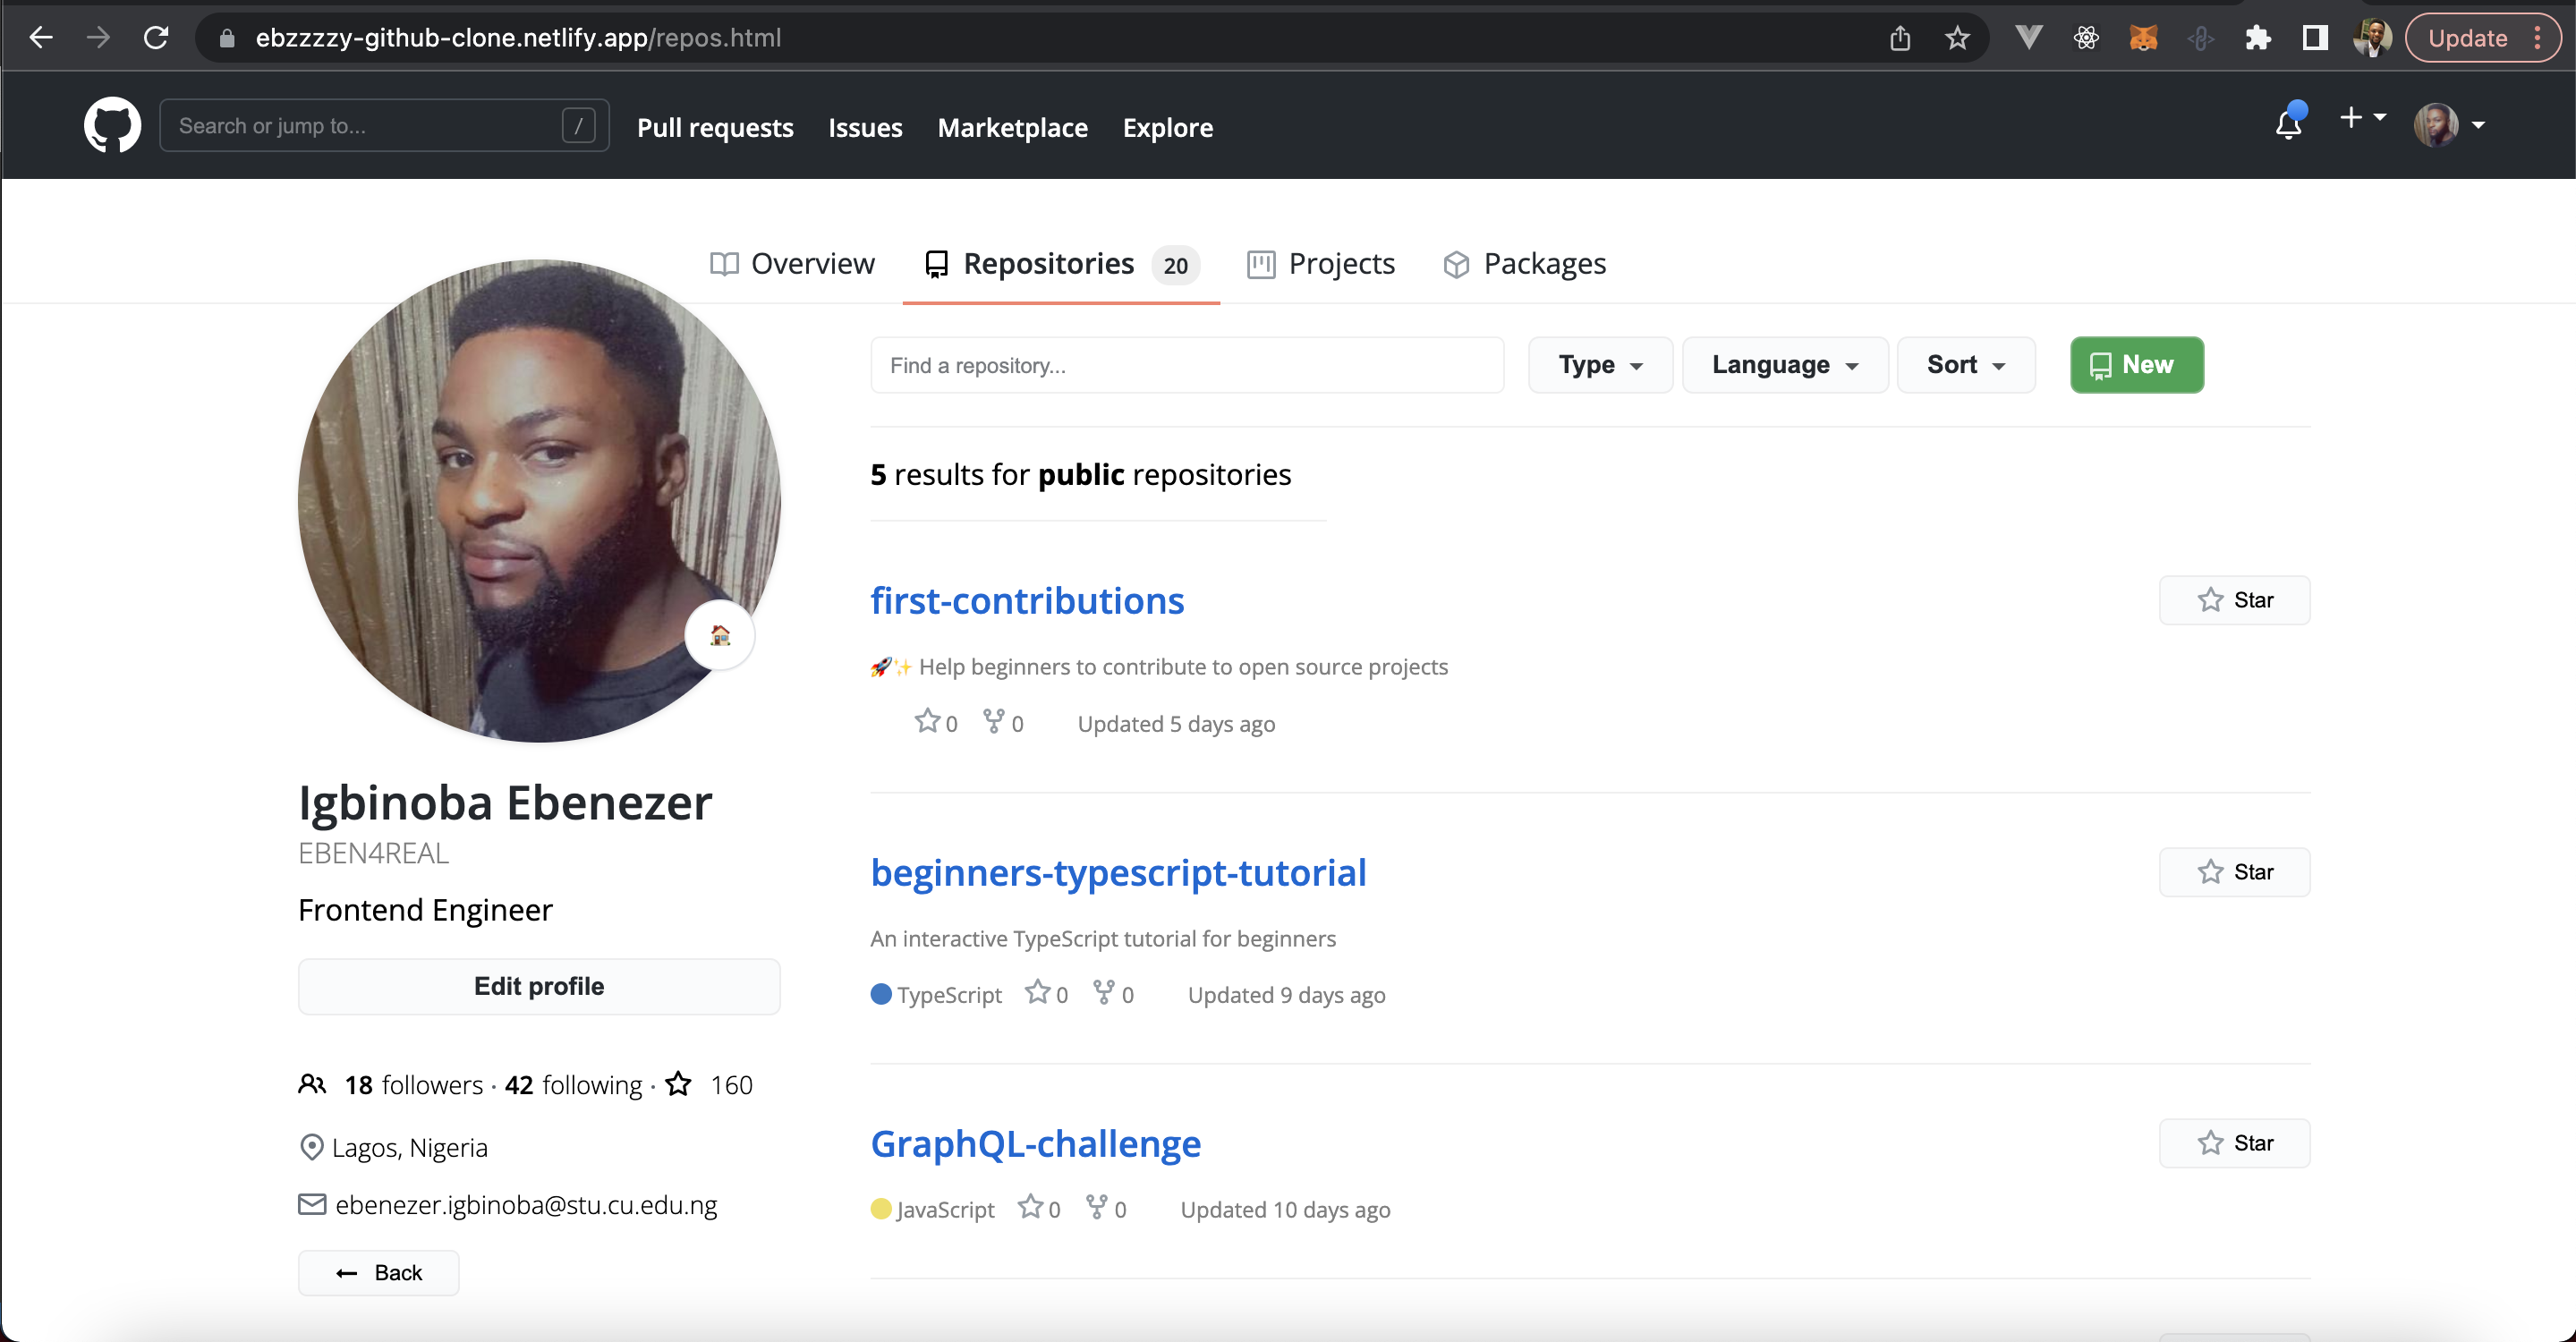 ebzzzzy-github-clone.netlify.app/repos.html
Update
Search or jump to...
/
Pull requests
Issues
Marketplace
Explore
Overview
Repositories 20
Projects
Packages
Find a repository...
Type
Language
Sort
New
5 results for public repositories
first-contributions
Star
🚀✨ Help beginners to contribute to open source projects
0 0 Updated 5 days ago
beginners-typescript-tutorial
Star
An interactive TypeScript tutorial for beginners
TypeScript 0 0 Updated 9 days ago
GraphQL-challenge
Star
JavaScript 0 0 Updated 10 days ago
Igbinoba Ebenezer
EBEN4REAL
Frontend Engineer
Edit profile
18 followers · 42 following · 160
Lagos, Nigeria
ebenezer.igbinoba@stu.cu.edu.ng
Back